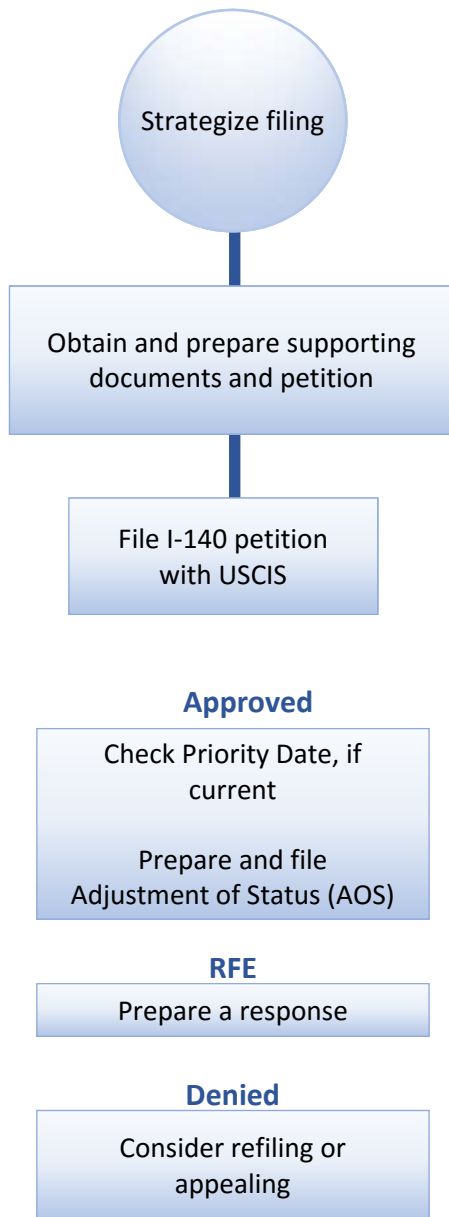 Strategize filing
Obtain and prepare supporting
documents and petition
File I-140 petition
with USCIS
Approved
Check Priority Date, if
current
Prepare and file
Adjustment of Status (AOS)
RFE
Prepare a response
Denied
Consider refiling or
appealing